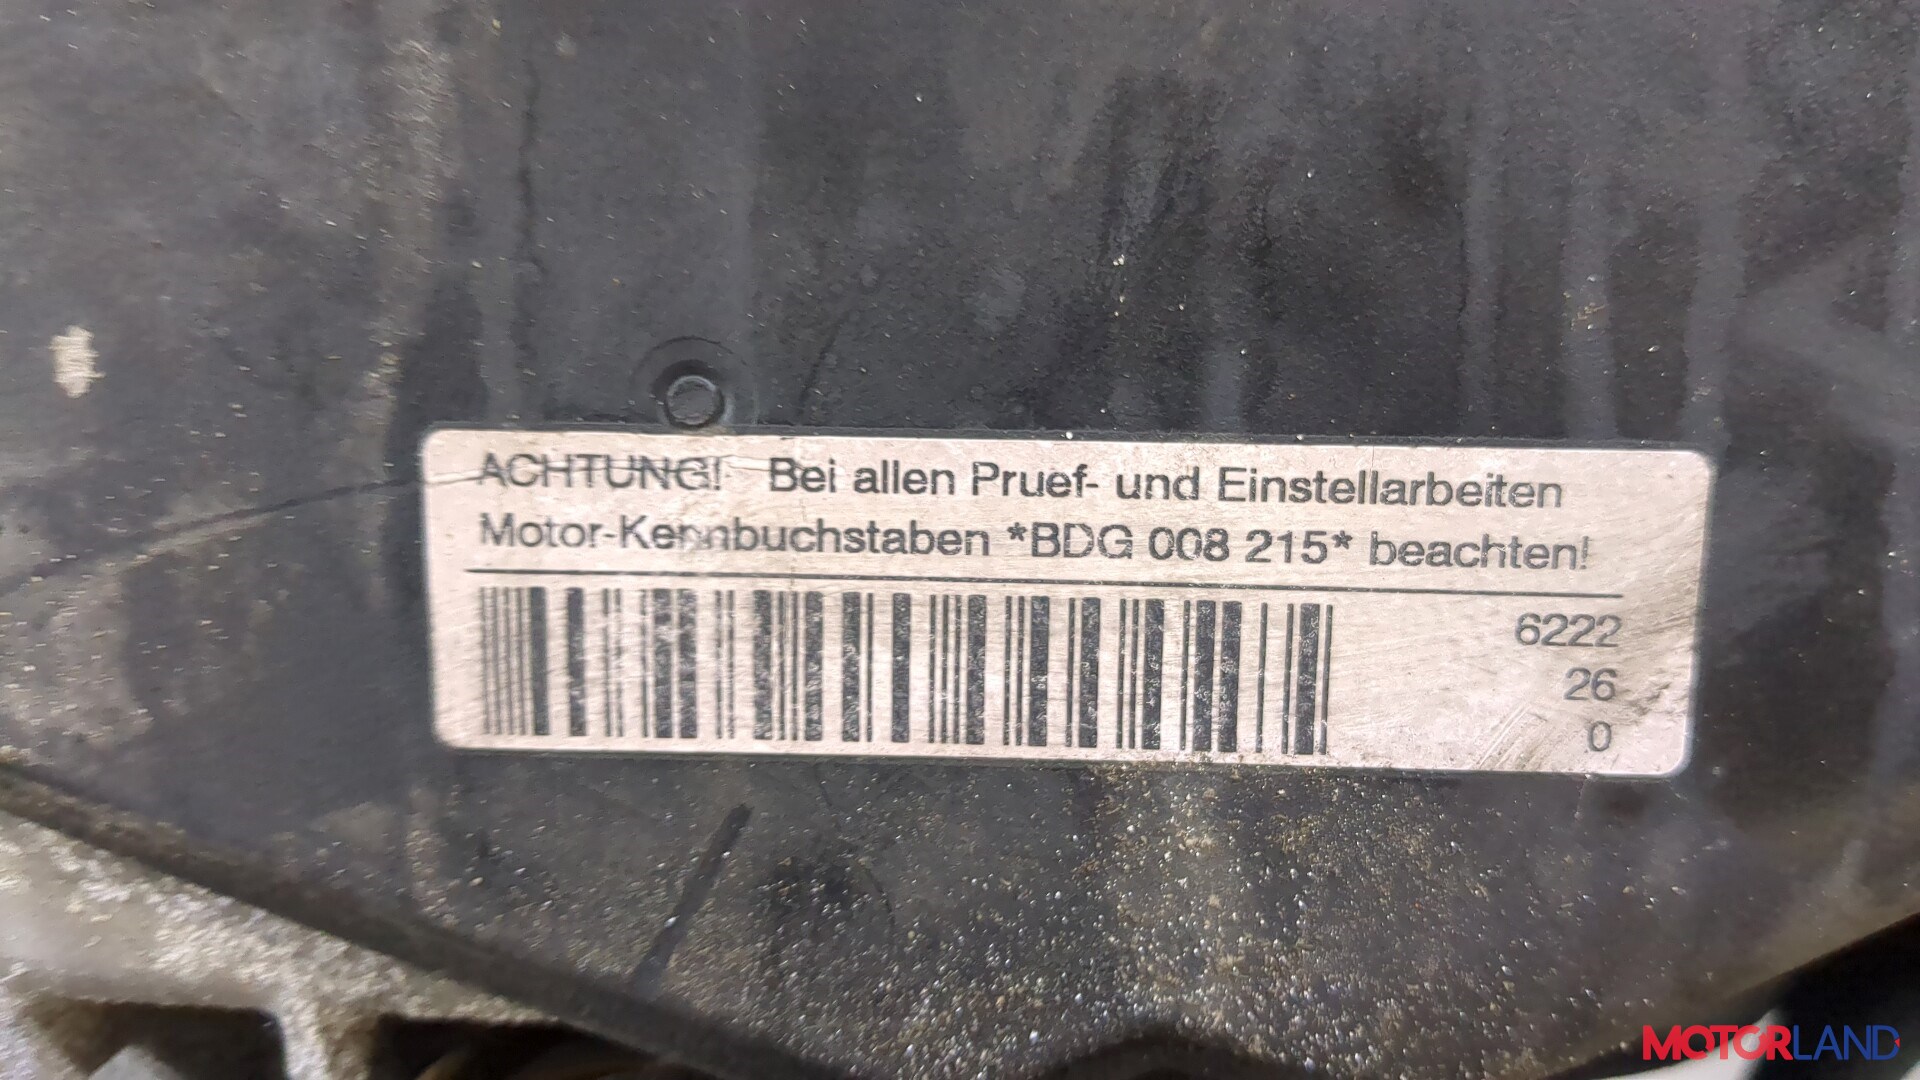 ACHTUNG! Bei allen Pruef- und Einstellarbeiten
Motor-Kennbuchstaben *BDG 008 215* beachten!
6222
26
0
MOTORLAND